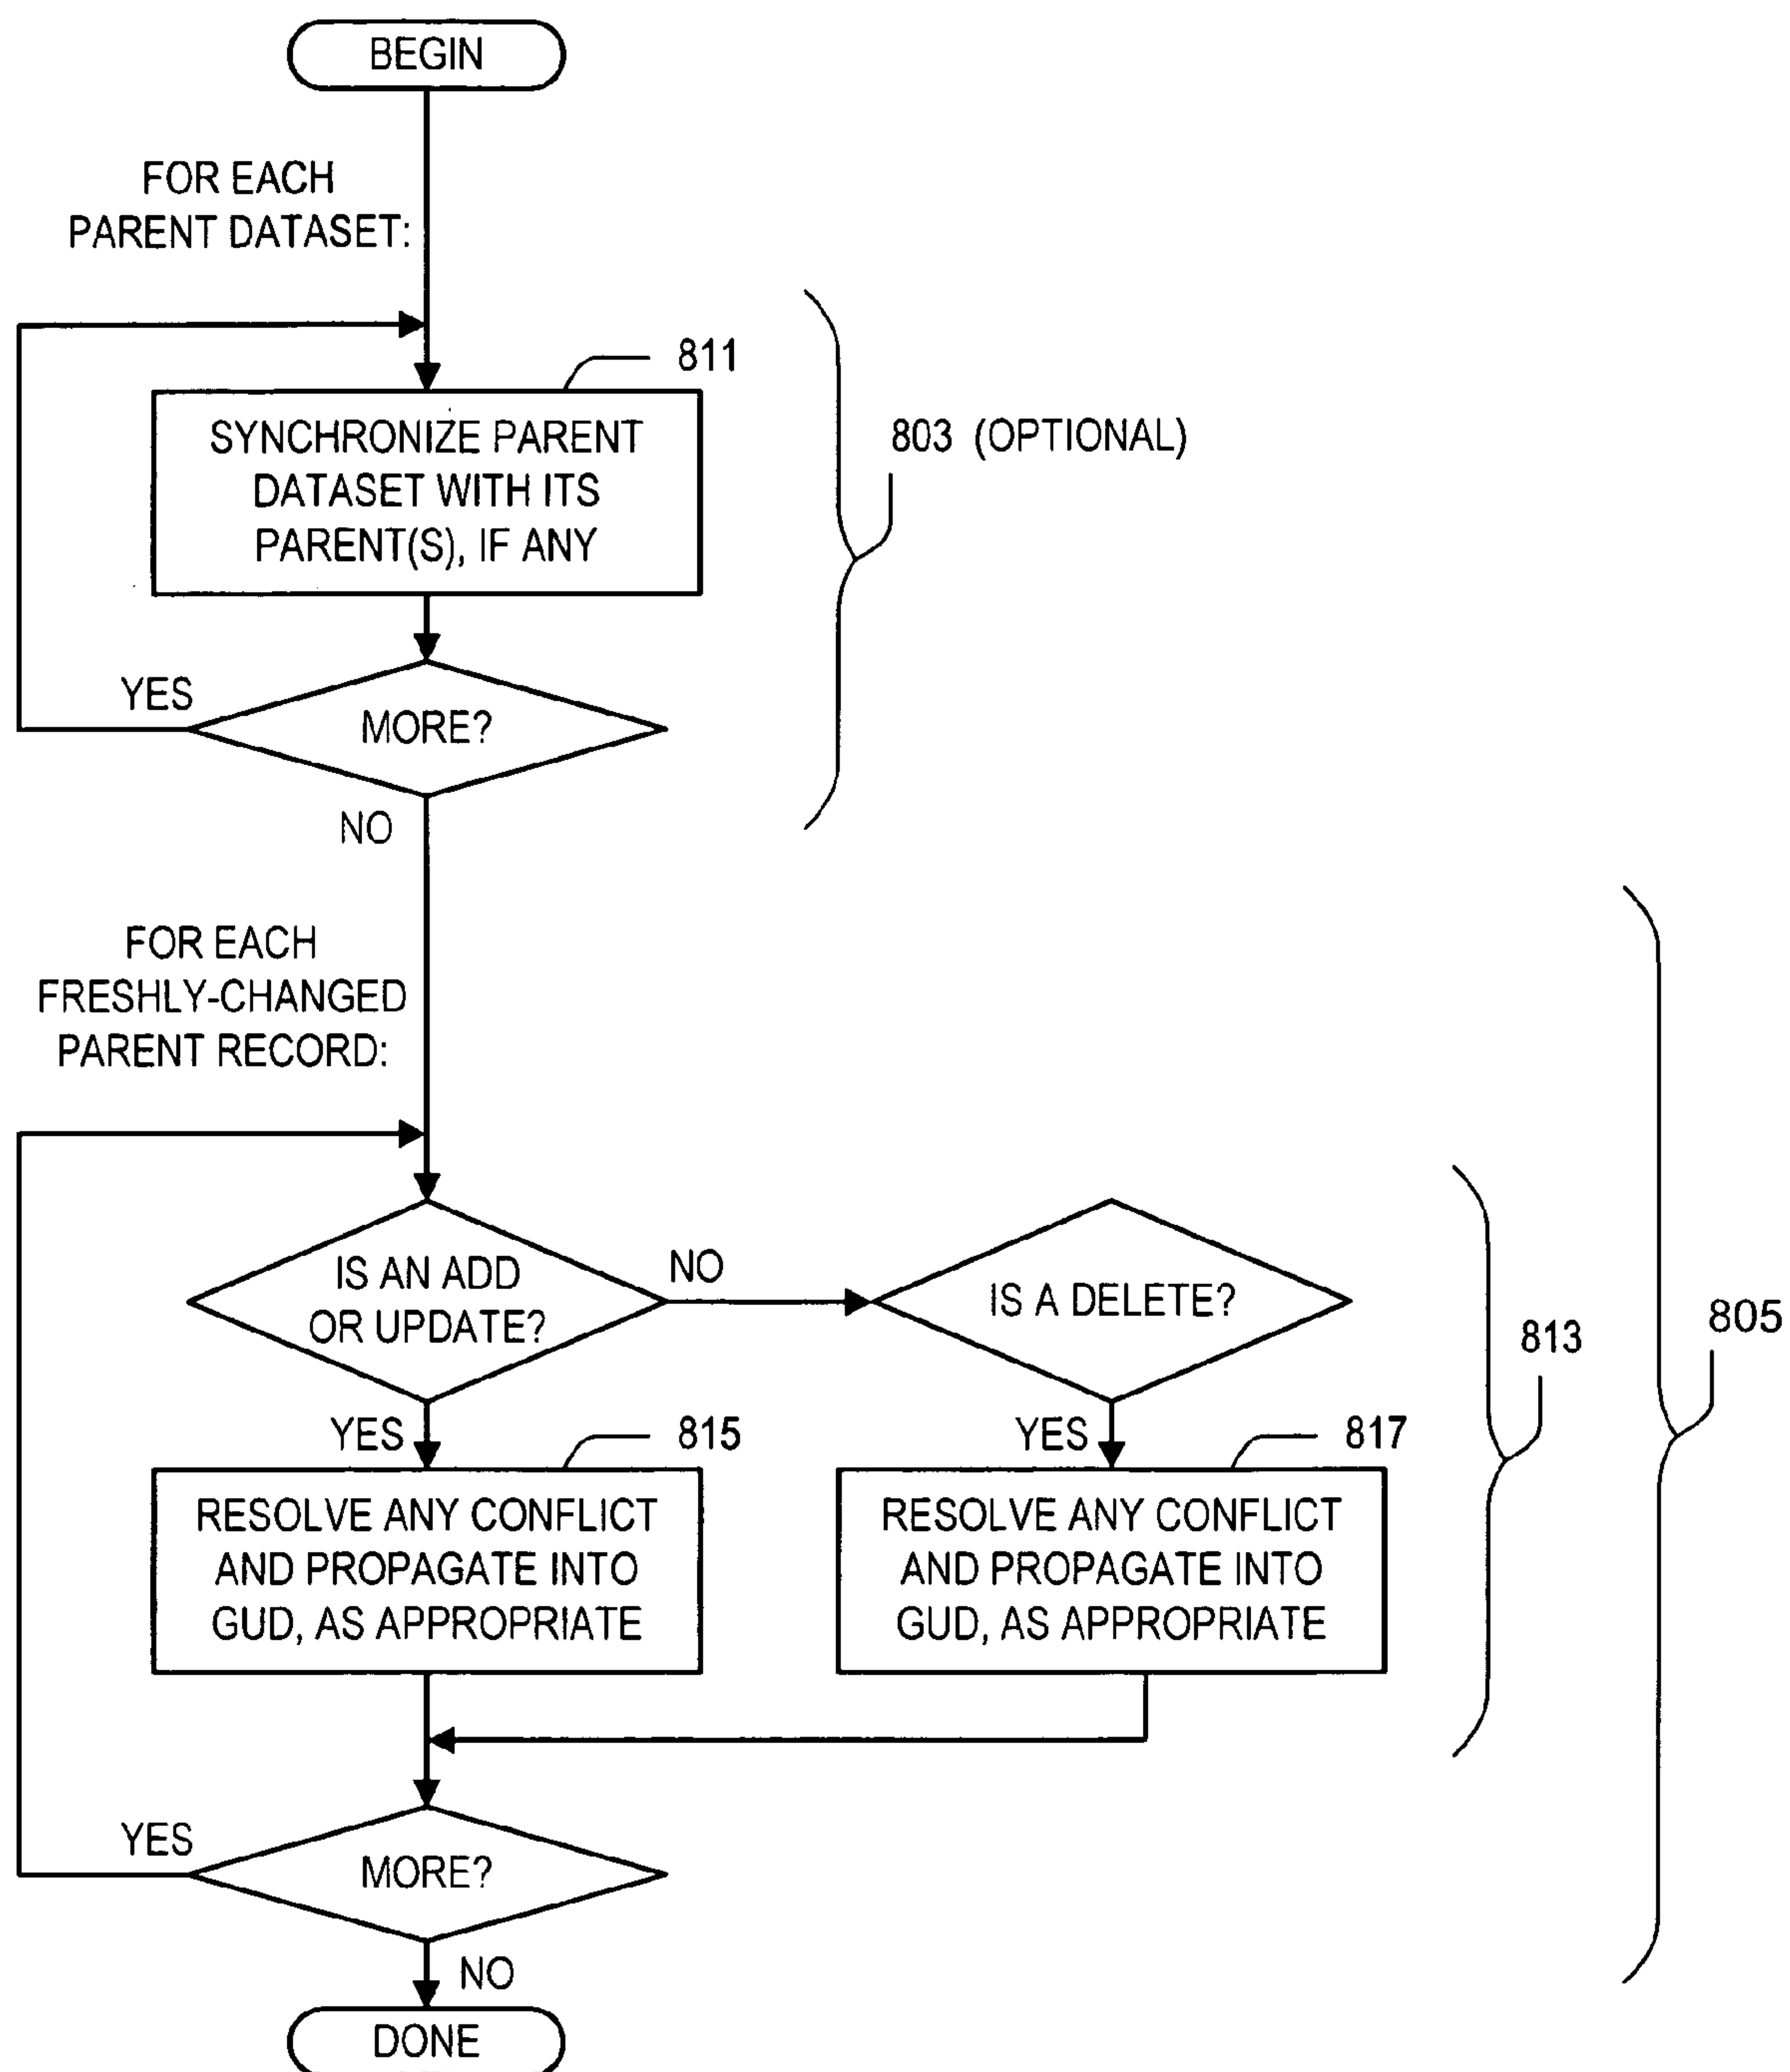 BEGIN
FOR EACH
PARENT DATASET:
811
SYNCHRONIZE PARENT
DATASET WITH ITS
PARENT(S), IF ANY
803 (OPTIONAL)
YES
MORE?
NO
FOR EACH
FRESHLY-CHANGED
PARENT RECORD:
IS AN ADD
OR UPDATE?
NO
IS A DELETE?
813
805
YES
815
YES
817
RESOLVE ANY CONFLICT
AND PROPAGATE INTO
GUD, AS APPROPRIATE
RESOLVE ANY CONFLICT
AND PROPAGATE INTO
GUD, AS APPROPRIATE
YES
MORE?
NO
DONE